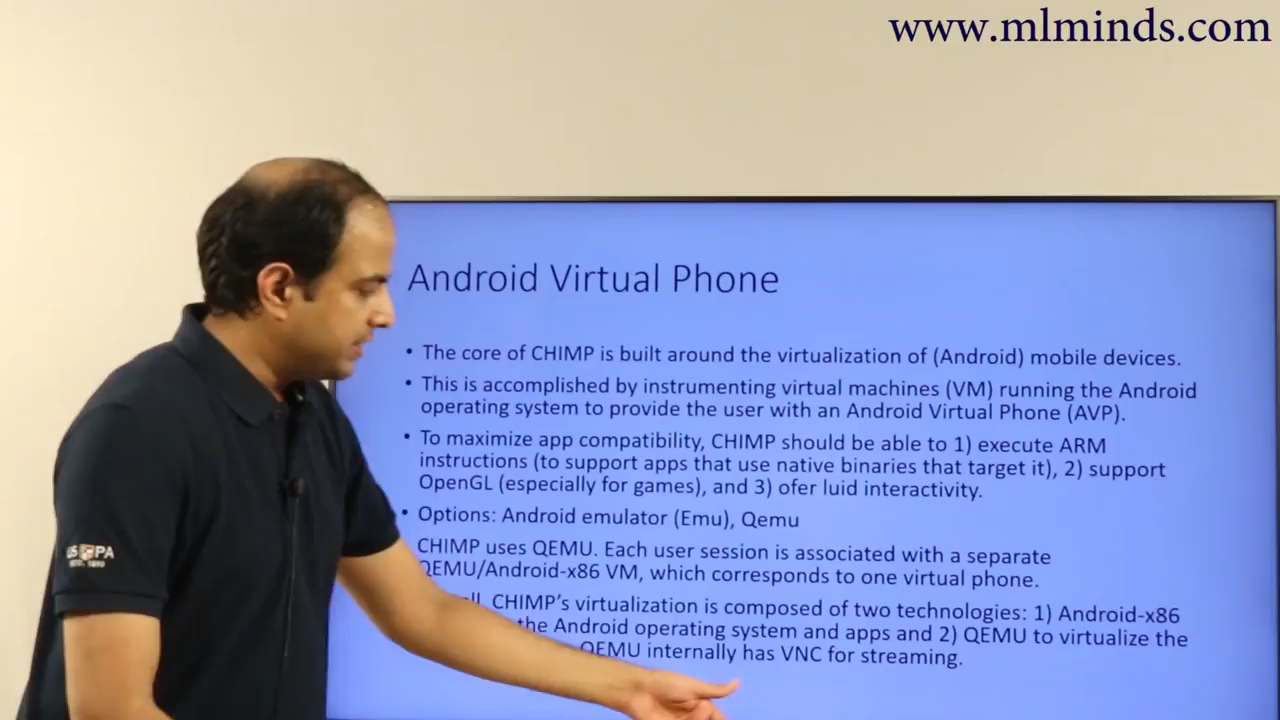 www.mlminds.com
Android Virtual Phone
• The core of CHIMP is built around the virtualization of (Android) mobile devices.
• This is accomplished by instrumenting virtual machines (VM) running the Android
operating system to provide the user with an Android Virtual Phone (AVP).
• To maximize app compatibility, CHIMP should be able to 1) execute ARM
instructions (to support apps that use native binaries that target it), 2) support
OpenGL (especially for games), and 3) ofer luid interactivity.
• Options: Android emulator (Emu), Qemu
CHIMP uses QEMU. Each user session is associated with a separate
QEMU/Android-x86 VM, which corresponds to one virtual phone.
CHIMP's virtualization is composed of two technologies: 1) Android-x86
the Android operating system and apps and 2) QEMU to virtualize the
QEMU internally has VNC for streaming.
PA